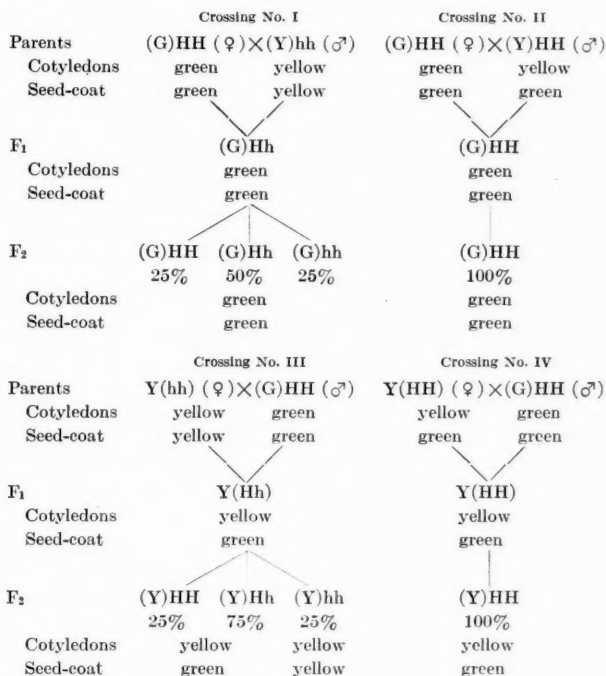 Crossing No. I Crossing No. II
Parents (G)HH (♀)×(Y)hh (♂) (G)HH (♀)×(Y)HH (♂)
Cotyledons green yellow green yellow
Seed-coat green yellow green green
F₁ (G)Hh (G)HH
Cotyledons green green
Seed-coat green green
F₂ (G)HH (G)Hh (G)hh (G)HH
25% 50% 25% 100%
Cotyledons green green
Seed-coat green green
Crossing No. III Crossing No. IV
Parents Y(hh) (♀)×(G)HH (♂) Y(HH) (♀)×(G)HH (♂)
Cotyledons yellow green yellow green
Seed-coat yellow green green green
F₁ Y(Hh) Y(HH)
Cotyledons yellow yellow
Seed-coat green green
F₂ (Y)HH (Y)Hh (Y)hh (Y)HH
25% 75% 25% 100%
Cotyledons yellow yellow yellow
Seed-coat green yellow green